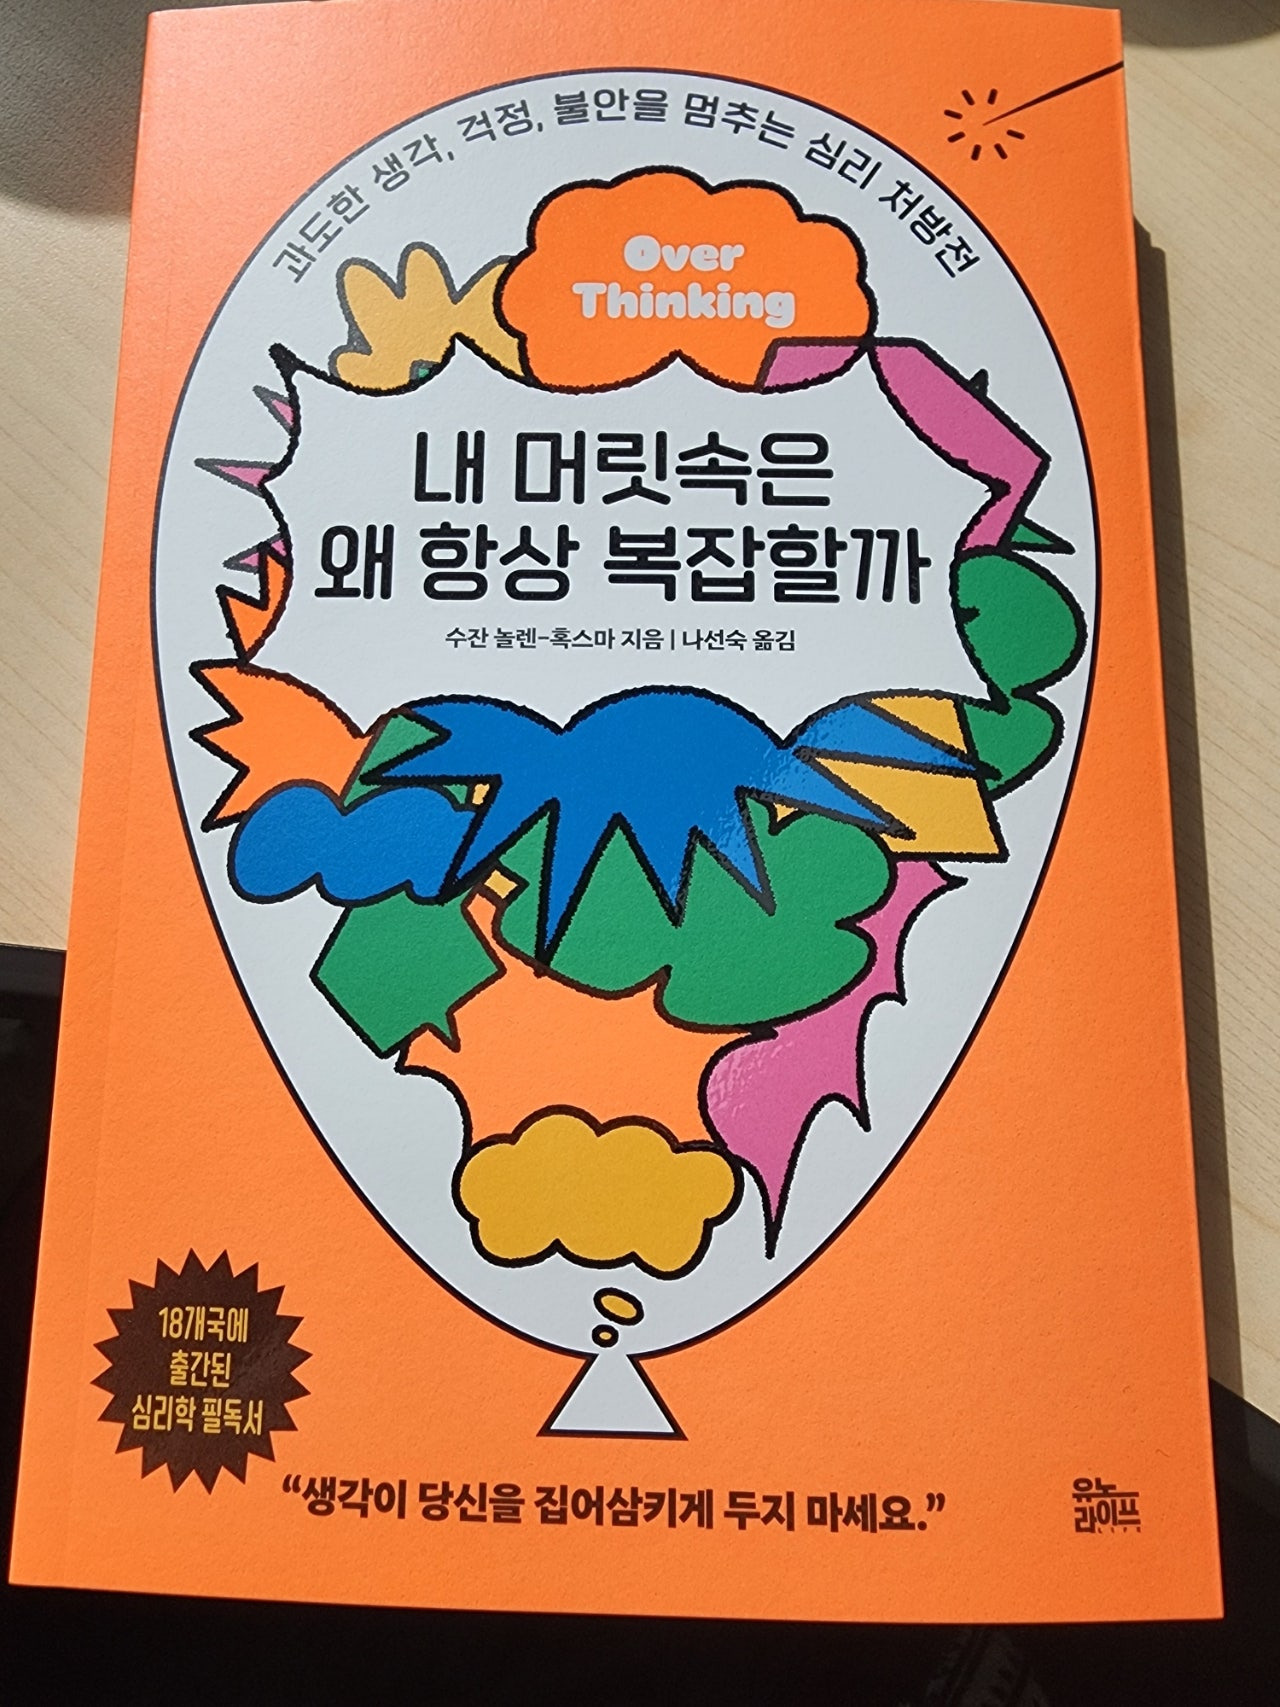 과도한 생각, 걱정, 불안을 멈추는 심리 처방전
Over
Thinking
내 머릿속은
왜 항상 복잡할까
수잔 놀렌-혹스마 지음 | 나선숙 옮김
18개국에
출간된
심리학 필독서
“생각이 당신을 집어삼키게 두지 마세요.”
유노
라이프
LIFE